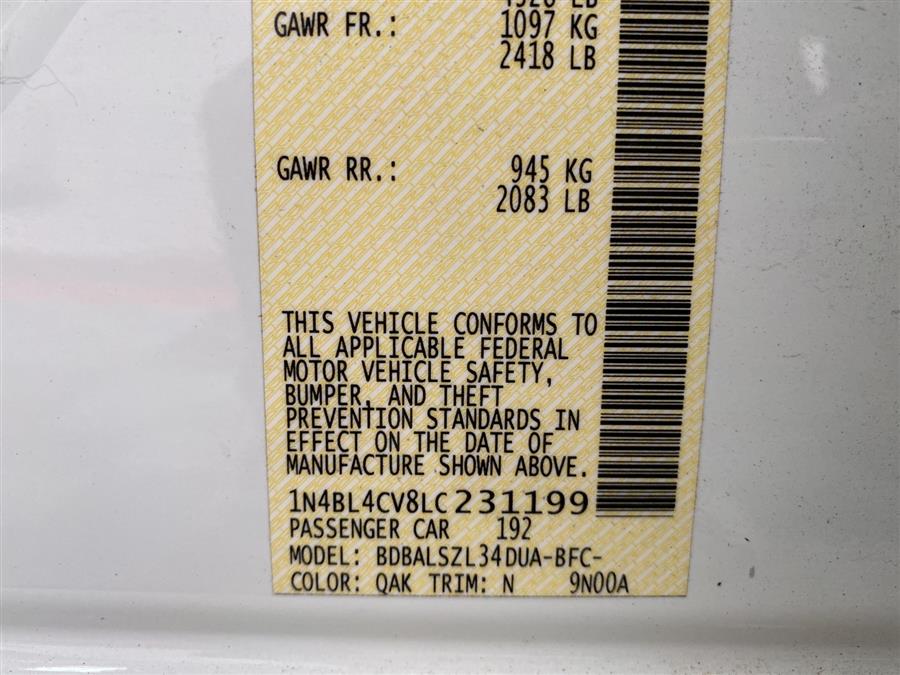 GAWR FR.: 1097 KG
2418 LB
GAWR RR.: 945 KG
2083 LB
THIS VEHICLE CONFORMS TO
ALL APPLICABLE FEDERAL
MOTOR VEHICLE SAFETY,
BUMPER, AND THEFT
PREVENTION STANDARDS IN
EFFECT ON THE DATE OF
MANUFACTURE SHOWN ABOVE.
1N4BL4CV8LC231199
PASSENGER CAR 192
MODEL: BDBALSZL34DUA-BFC-
COLOR: QAK TRIM: N 9N00A